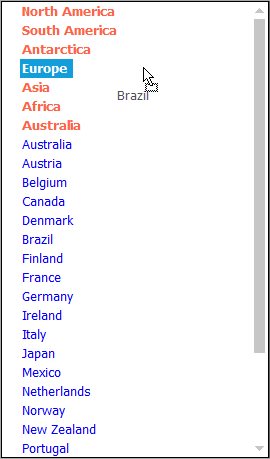 North America
South America
Antarctica
Europe
Asia
Brazil
Africa
Australia
Australia
Austria
Belgium
Canada
Denmark
Brazil
Finland
France
Germany
Ireland
Italy
Japan
Mexico
Netherlands
Norway
New Zealand
Portugal